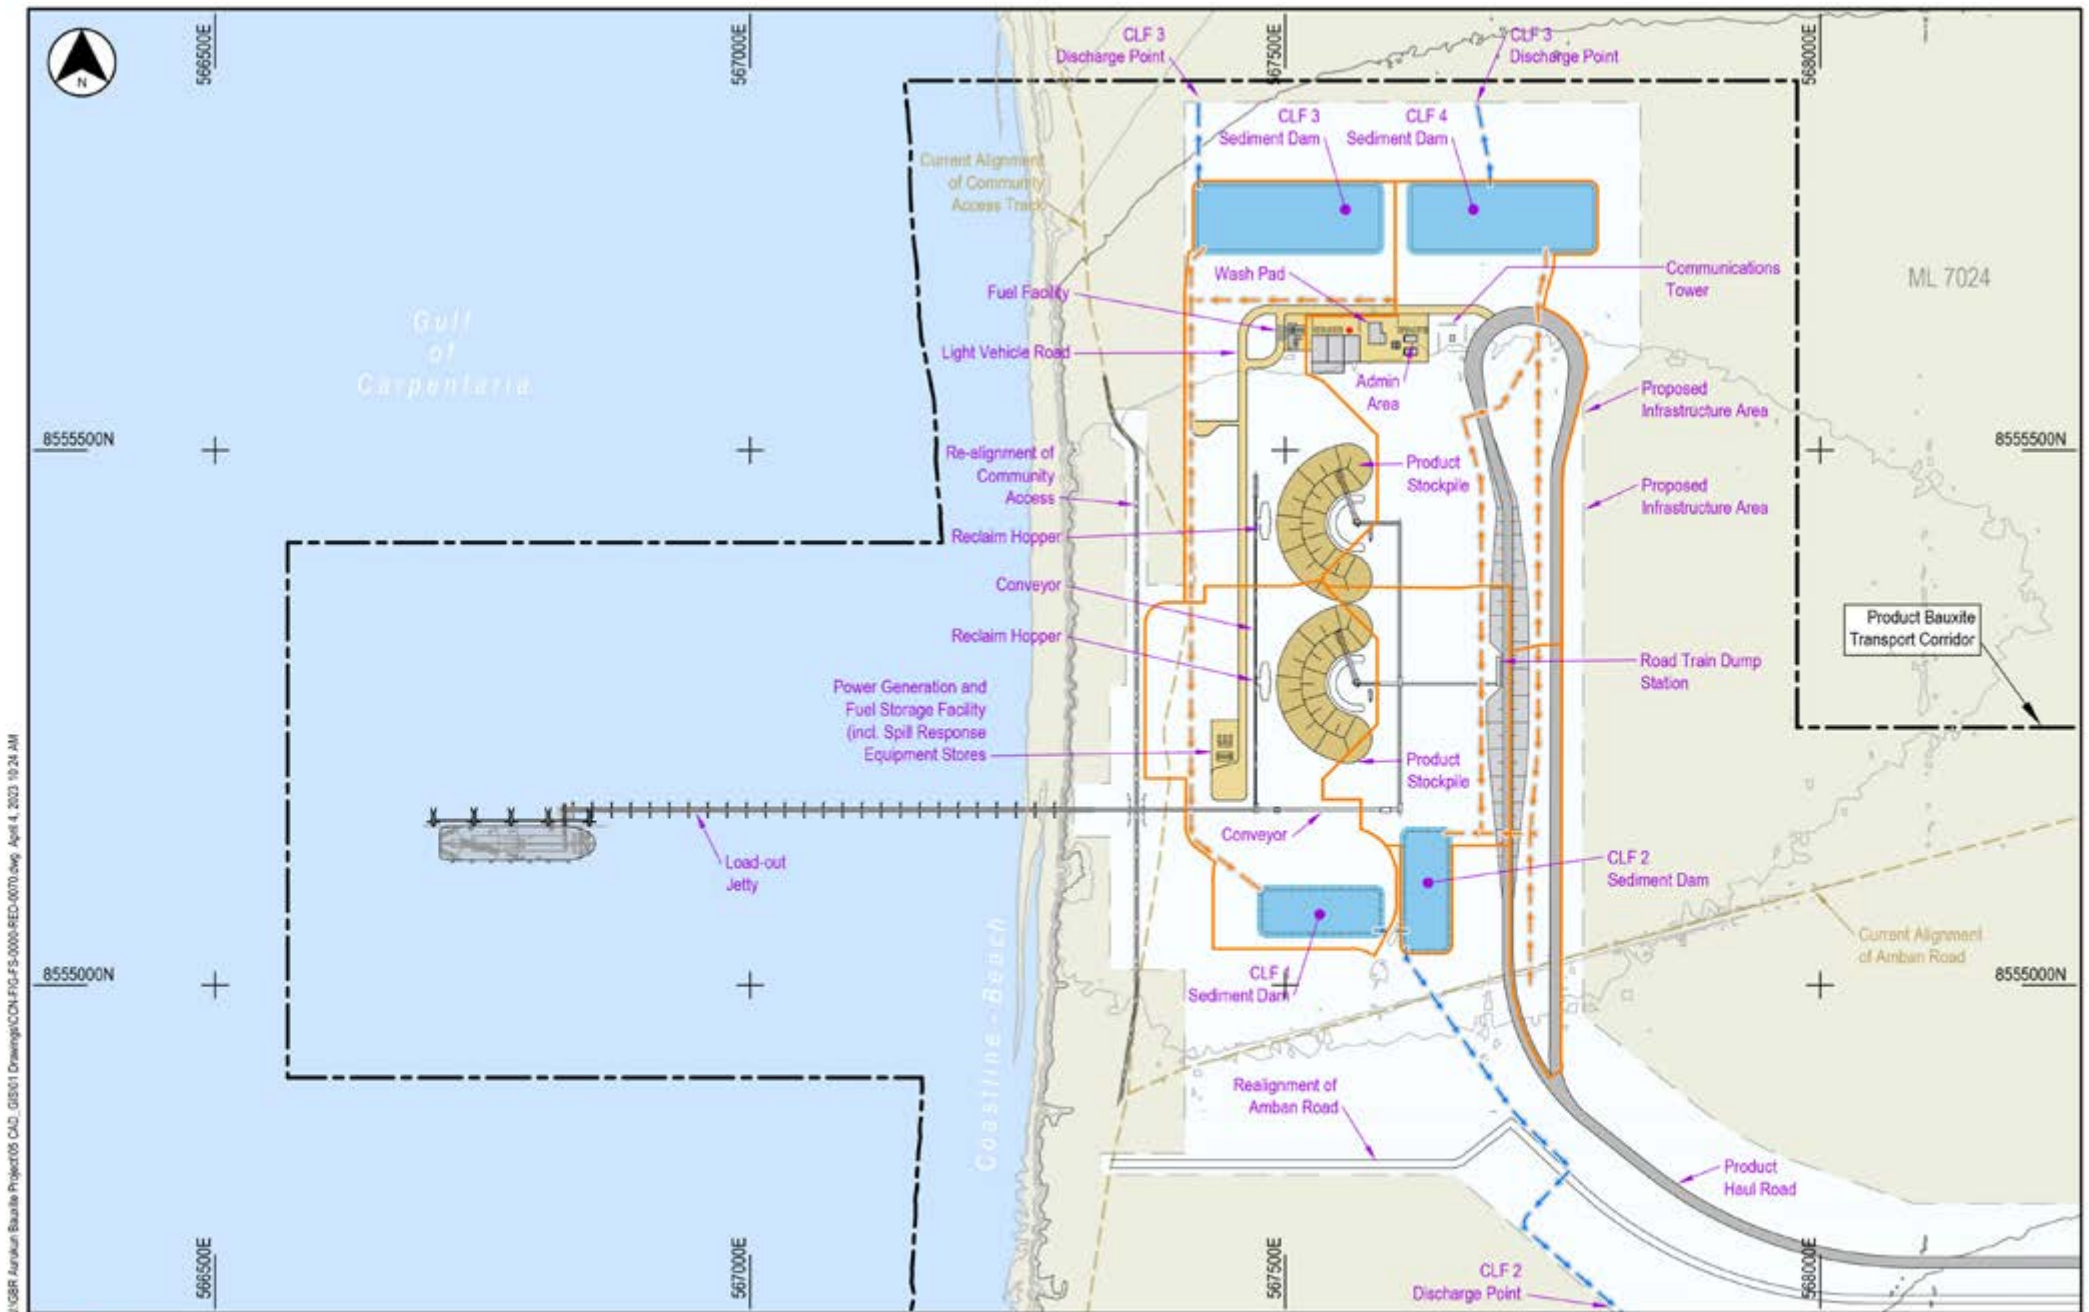 N
566500E
567000E
567500E
568000E
CLF 3
Discharge Point
CLF 3
Discharge Point
CLF 3
Sediment Dam
CLF 4
Sediment Dam
Current Alignment
of Community
Access Track
Wash Pad
Communications
Tower
ML 7024
Fuel Facility
Gulf
of
Carpentaria
Light Vehicle Road
Admin
Area
Proposed
Infrastructure Area
8555500N
8555500N
Re-alignment of
Community
Access
Product
Stockpile
Proposed
Infrastructure Area
Reclaim Hopper
Conveyor
Reclaim Hopper
Product Bauxite
Transport Corridor
Road Train Dump
Station
Power Generation and
Fuel Storage Facility
(incl. Spill Response
Equipment Stores
Product
Stockpile
Conveyor
Load-out
Jetty
CLF 2
Sediment Dam
Current Alignment
of Amban Road
CLF 1
Sediment Dam
8555000N
8555000N
Coastline - Beach
Realignment of
Amban Road
Product
Haul Road
CLF 2
Discharge Point
566500E
567000E
567500E
568000E